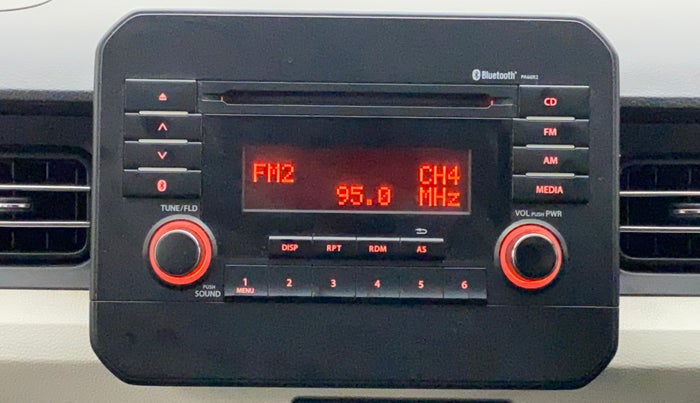 Bluetooth®
CD
FM
AM
MEDIA
FM2 CH4
95.0 MHz
TUNE/FLD
VOL PUSH PWR
DISP RPT RDM AS
PUSH
SOUND
1 2 3 4 5 6
MENU